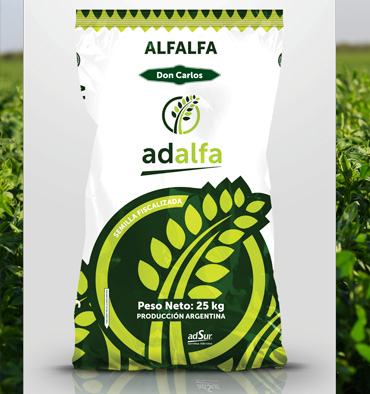 ALFALFA
Don Carlos
adalfa
SEMILLA FISCALIZADA
Peso Neto: 25 kg
PRODUCCIÓN ARGENTINA
adSur